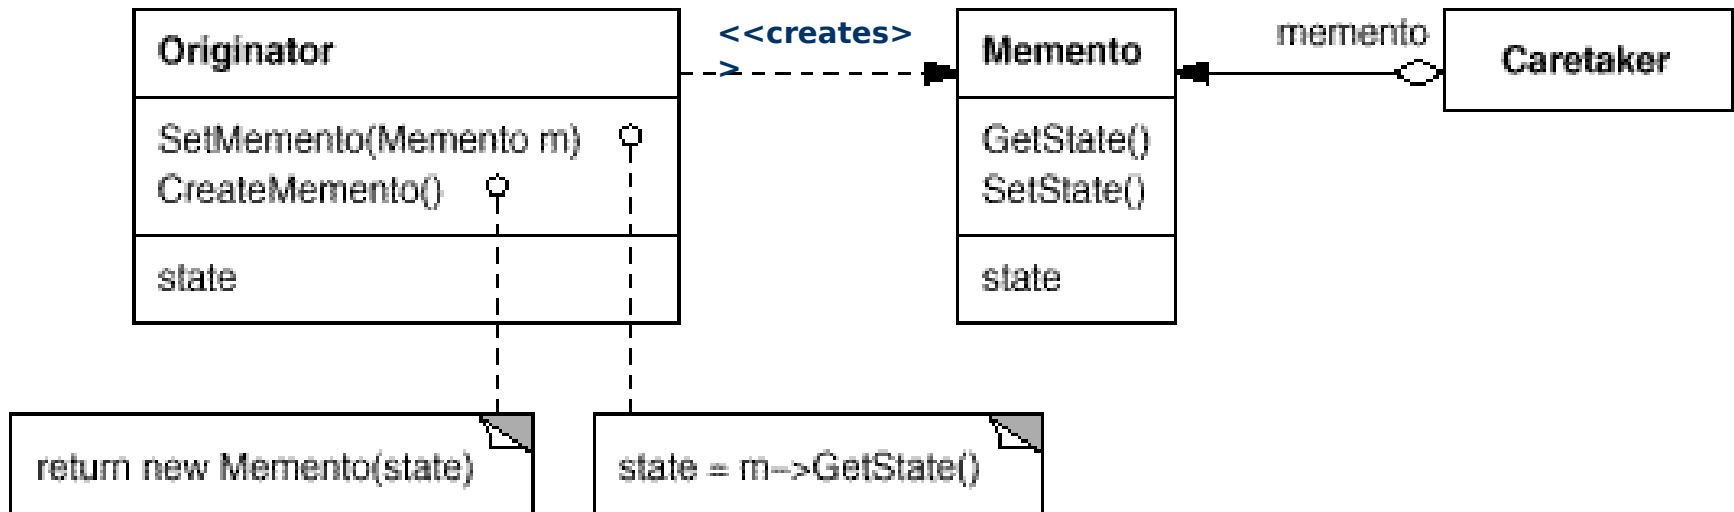 Originator
SetMemento(Memento m)
CreateMemento()
state
<<creates>
>
Memento
GetState()
SetState()
state
memento
Caretaker
return new Memento(state)
state = m->GetState()